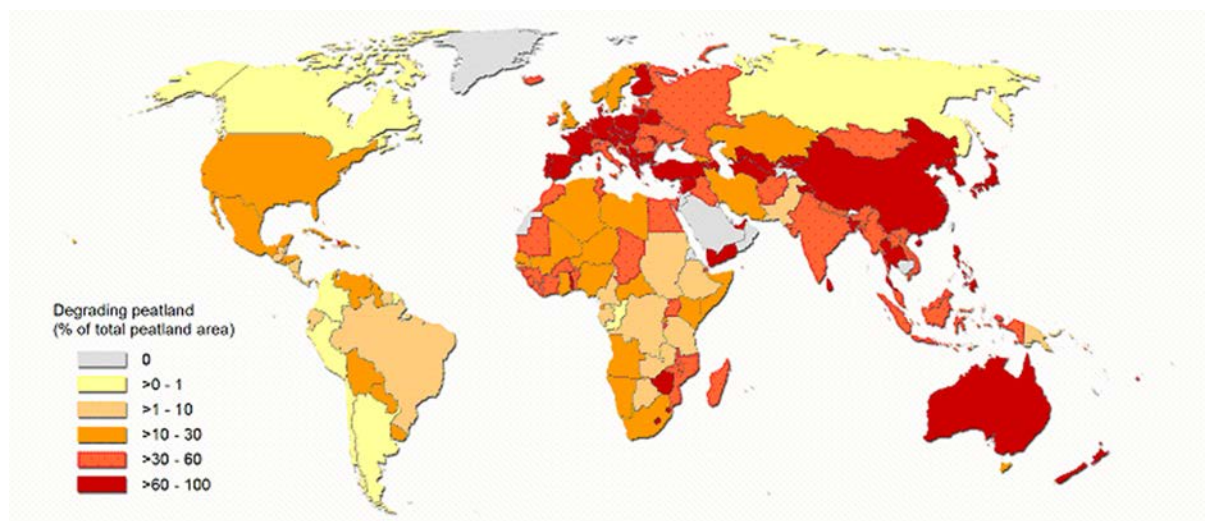 Degrading peatland
(% of total peatland area)
0
>0 - 1
>1 - 10
>10 - 30
>30 - 60
>60 - 100